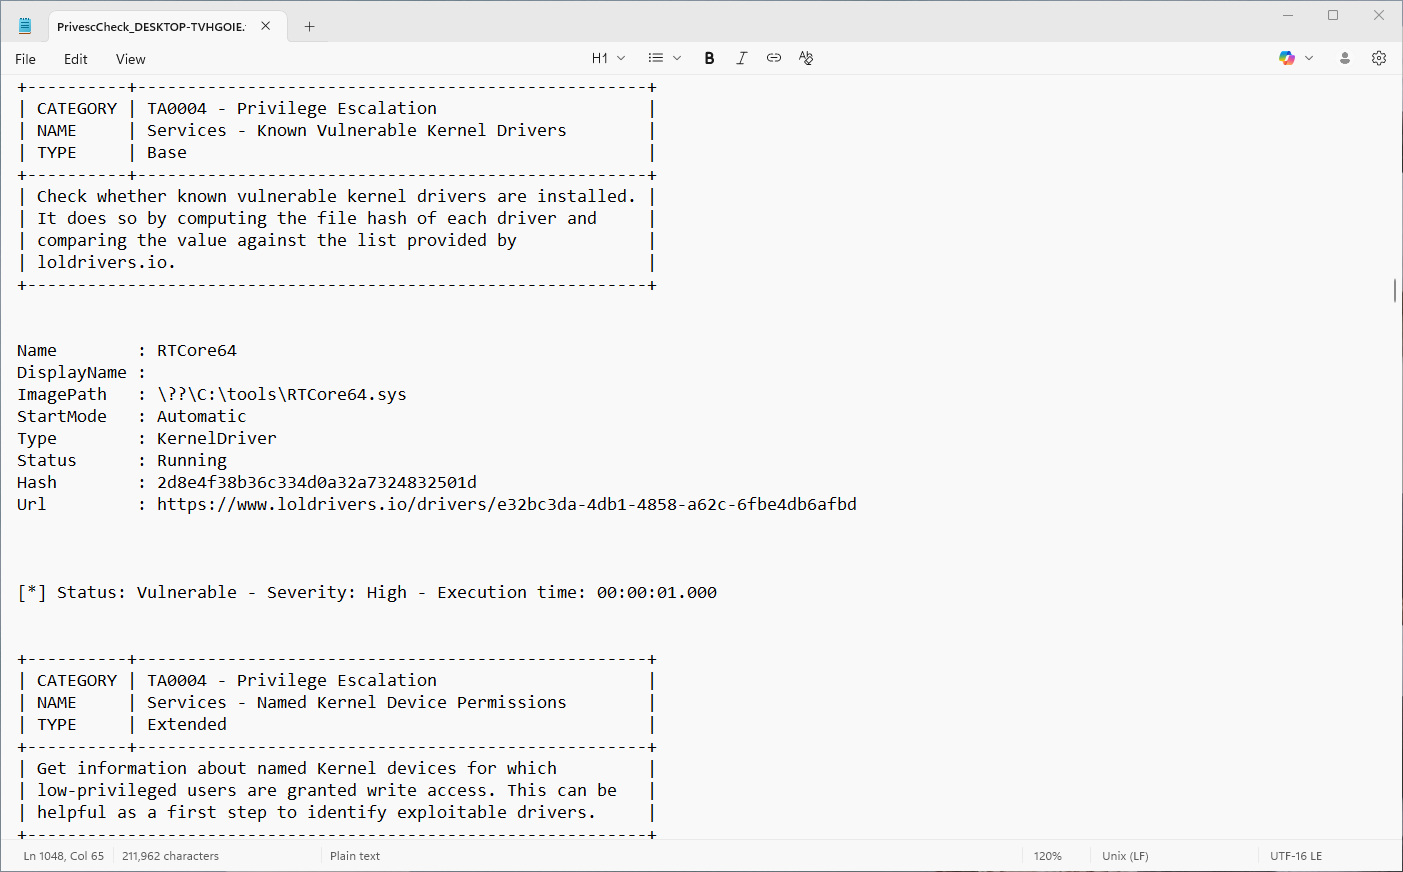 PrivescCheck_DESKTOP-TVHGOIE.
File Edit View H1 B I
+----------+---------------------------------------------------+
| CATEGORY | TA0004 - Privilege Escalation                     |
| NAME     | Services - Known Vulnerable Kernel Drivers        |
| TYPE     | Base                                              |
+----------+---------------------------------------------------+
| Check whether known vulnerable kernel drivers are installed. |
| It does so by computing the file hash of each driver and     |
| comparing the value against the list provided by             |
| loldrivers.io.                                               |
+--------------------------------------------------------------+
Name        : RTCore64
DisplayName :
ImagePath   : \??\C:\tools\RTCore64.sys
StartMode   : Automatic
Type        : KernelDriver
Status      : Running
Hash        : 2d8e4f38b36c334d0a32a7324832501d
Url         : https://www.loldrivers.io/drivers/e32bc3da-4db1-4858-a62c-6fbe4db6afbd
[*] Status: Vulnerable - Severity: High - Execution time: 00:00:01.000
+----------+---------------------------------------------------+
| CATEGORY | TA0004 - Privilege Escalation                     |
| NAME     | Services - Named Kernel Device Permissions        |
| TYPE     | Extended                                          |
+----------+---------------------------------------------------+
| Get information about named Kernel devices for which         |
| low-privileged users are granted write access. This can be   |
| helpful as a first step to identify exploitable drivers.     |
+--------------------------------------------------------------+
Ln 1048, Col 65 211,962 characters Plain text 120% Unix (LF) UTF-16 LE